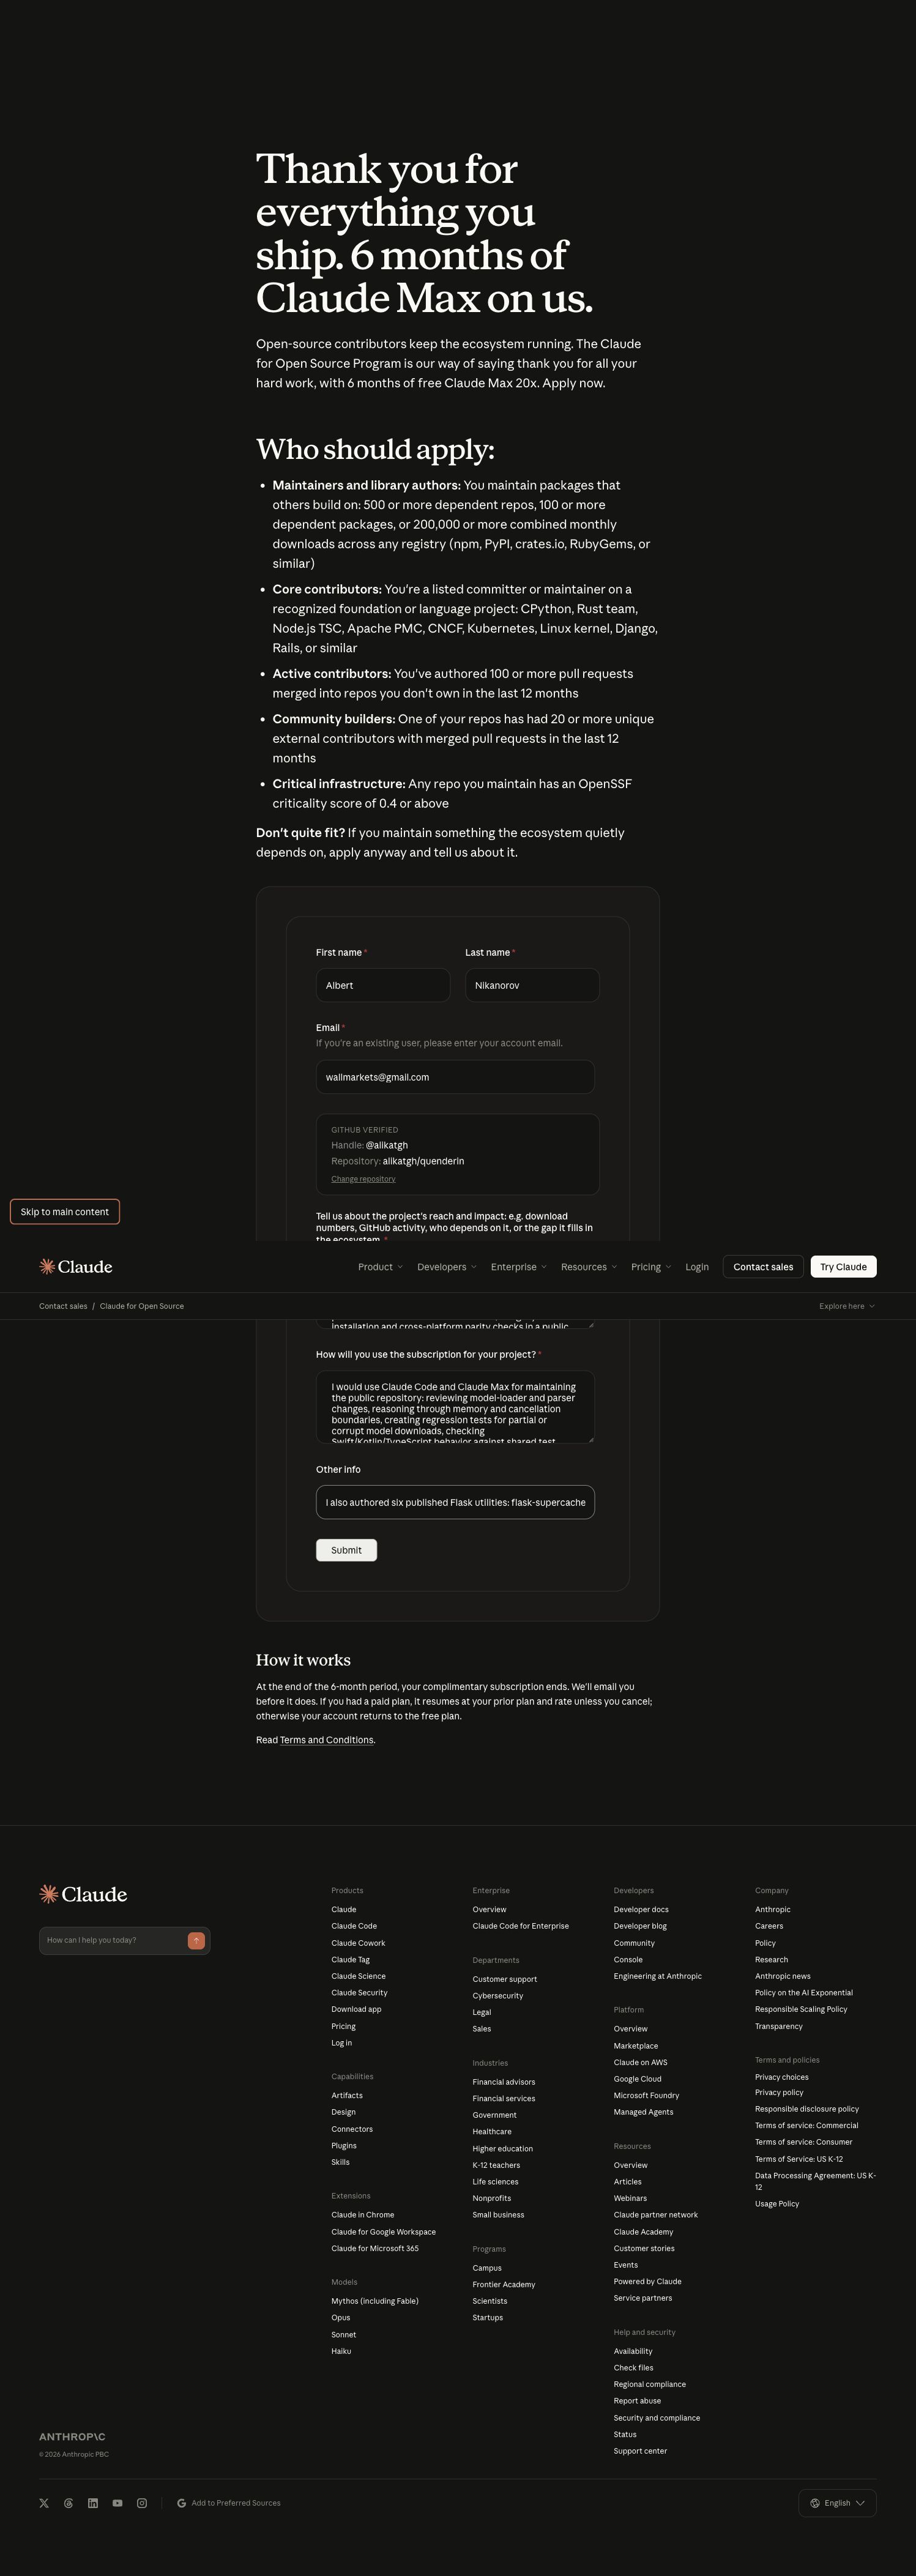 Thank you for
everything you
ship. 6 months of
Claude Max on us.
Open-source contributors keep the ecosystem running. The Claude
for Open Source Program is our way of saying thank you for all your
hard work, with 6 months of free Claude Max 20x. Apply now.
Who should apply:
• Maintainers and library authors: You maintain packages that
others build on: 500 or more dependent repos, 100 or more
dependent packages, or 200,000 or more combined monthly
downloads across any registry (npm, PyPI, crates.io, RubyGems, or
similar)
• Core contributors: You're a listed committer or maintainer on a
recognized foundation or language project: CPython, Rust team,
Node.js TSC, Apache PMC, CNCF, Kubernetes, Linux kernel, Django,
Rails, or similar
• Active contributors: You've authored 100 or more pull requests
merged into repos you don't own in the last 12 months
• Community builders: One of your repos has had 20 or more unique
external contributors with merged pull requests in the last 12
months
• Critical infrastructure: Any repo you maintain has an OpenSSF
criticality score of 0.4 or above
Don't quite fit? If you maintain something the ecosystem quietly
depends on, apply anyway and tell us about it.
First name * Last name *
Albert Nikanorov
Email *
If you're an existing user, please enter your account email.
wallmarkets@gmail.com
GITHUB VERIFIED
Handle: @alikatgh
Repository: alikatgh/quenderin
Change repository
Skip to main content
Tell us about the project's reach and impact: e.g. download
numbers, GitHub activity, who depends on it, or the gap it fills in
the ecosystem. *
Claude Product Developers Enterprise Resources Pricing Login Contact sales Try Claude
Contact sales / Claude for Open Source Explore here
installation and cross-platform parity checks in a public
How will you use the subscription for your project? *
I would use Claude Code and Claude Max for maintaining
the public repository: reviewing model-loader and parser
changes, reasoning through memory and cancellation
boundaries, creating regression tests for partial or
corrupt model downloads, checking
Swift/Kotlin/TypeScript behavior against shared test
Other info
I also authored six published Flask utilities: flask-supercache
Submit
How it works
At the end of the 6-month period, your complimentary subscription ends. We'll email you
before it does. If you had a paid plan, it resumes at your prior plan and rate unless you cancel;
otherwise your account returns to the free plan.
Read Terms and Conditions.
Claude
How can I help you today?
Products
Claude
Claude Code
Claude Cowork
Claude Tag
Claude Science
Claude Security
Download app
Pricing
Log in
Capabilities
Artifacts
Design
Connectors
Plugins
Skills
Extensions
Claude in Chrome
Claude for Google Workspace
Claude for Microsoft 365
Models
Mythos (including Fable)
Opus
Sonnet
Haiku
Enterprise
Overview
Claude Code for Enterprise
Departments
Customer support
Cybersecurity
Legal
Sales
Industries
Financial advisors
Financial services
Government
Healthcare
Higher education
K-12 teachers
Life sciences
Nonprofits
Small business
Programs
Campus
Frontier Academy
Scientists
Startups
Developers
Developer docs
Developer blog
Community
Console
Engineering at Anthropic
Platform
Overview
Marketplace
Claude on AWS
Google Cloud
Microsoft Foundry
Managed Agents
Resources
Overview
Articles
Webinars
Claude partner network
Claude Academy
Customer stories
Events
Powered by Claude
Service partners
Help and security
Availability
Check files
Regional compliance
Report abuse
Security and compliance
Status
Support center
Company
Anthropic
Careers
Policy
Research
Anthropic news
Policy on the AI Exponential
Responsible Scaling Policy
Transparency
Terms and policies
Privacy choices
Privacy policy
Responsible disclosure policy
Terms of service: Commercial
Terms of service: Consumer
Terms of Service: US K-12
Data Processing Agreement: US K-
12
Usage Policy
ANTHROP\C
© 2026 Anthropic PBC
Add to Preferred Sources
English